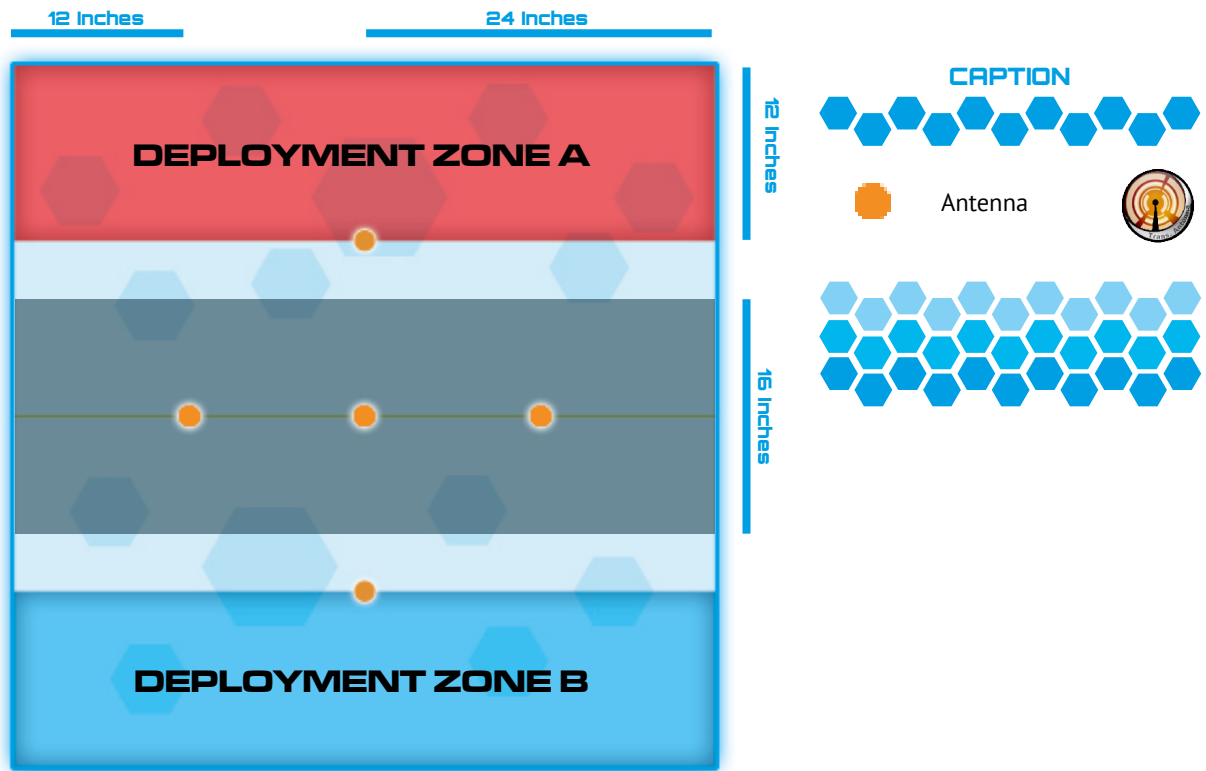 12 Inches
24 Inches
DEPLOYMENT ZONE A
12 Inches
16 Inches
DEPLOYMENT ZONE B
CAPTION
Antenna